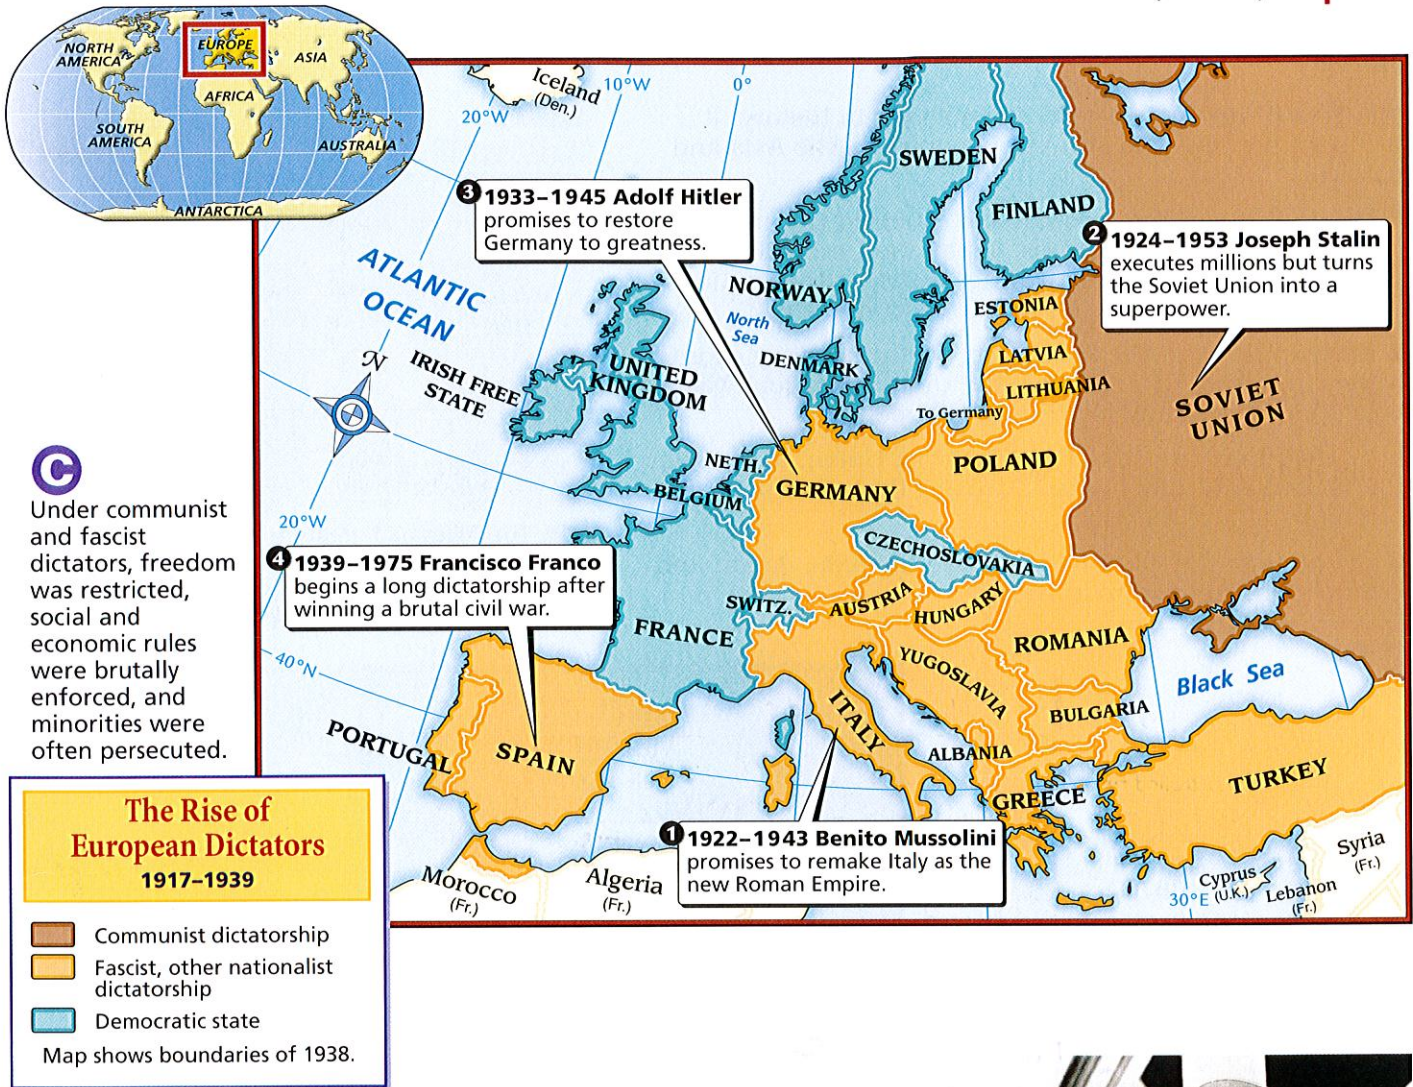 NORTH
AMERICA
EUROPE
ASIA
AFRICA
SOUTH
AMERICA
AUSTRALIA
ANTARCTICA
Iceland
(Den.)
10°W
0°
20°W
SWEDEN
FINLAND
3 1933–1945 Adolf Hitler
promises to restore
Germany to greatness.
2 1924–1953 Joseph Stalin
executes millions but turns
the Soviet Union into a
superpower.
ATLANTIC
OCEAN
NORWAY
North
Sea
ESTONIA
N
IRISH FREE
STATE
UNITED
KINGDOM
DENMARK
LATVIA
LITHUANIA
To Germany
SOVIET
UNION
NETH.
BELGIUM
GERMANY
POLAND
C
Under communist
and fascist
dictators, freedom
was restricted,
social and
economic rules
were brutally
enforced, and
minorities were
often persecuted.
20°W
CZECHOSLOVAKIA
4 1939–1975 Francisco Franco
begins a long dictatorship after
winning a brutal civil war.
SWITZ.
AUSTRIA
HUNGARY
FRANCE
ROMANIA
40°N
YUGOSLAVIA
Black Sea
ITALY
BULGARIA
PORTUGAL
SPAIN
ALBANIA
GREECE
TURKEY
1 1922–1943 Benito Mussolini
promises to remake Italy as the
new Roman Empire.
Morocco
(Fr.)
Algeria
(Fr.)
30°E
Cyprus
(U.K.)
Lebanon
(Fr.)
Syria
(Fr.)
The Rise of
European Dictators
1917–1939
Communist dictatorship
Fascist, other nationalist
dictatorship
Democratic state
Map shows boundaries of 1938.